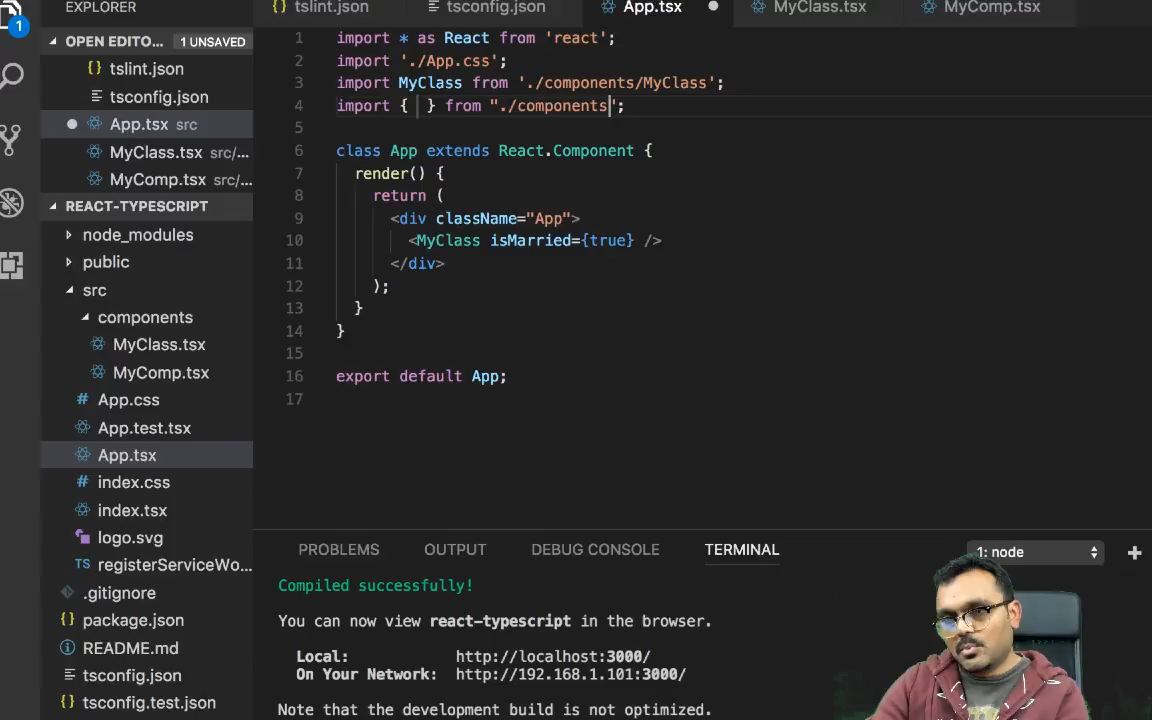 EXPLORER
1
OPEN EDITO... 1 UNSAVED
{} tslint.json
tsconfig.json
App.tsx src
MyClass.tsx src/...
MyComp.tsx src/...
REACT-TYPESCRIPT
node_modules
public
src
components
MyClass.tsx
MyComp.tsx
# App.css
App.test.tsx
App.tsx
# index.css
index.tsx
logo.svg
TS registerServiceWo...
.gitignore
{} package.json
README.md
tsconfig.json
{} tsconfig.test.json
{} tslint.json tsconfig.json App.tsx MyClass.tsx MyComp.tsx
1 import * as React from 'react';
2 import './App.css';
3 import MyClass from './components/MyClass';
4 import { } from "./components';
5
6 class App extends React.Component {
7 render() {
8 return (
9 <div className="App">
10 <MyClass isMarried={true} />
11 </div>
12 );
13 }
14 }
15
16 export default App;
17
PROBLEMS OUTPUT DEBUG CONSOLE TERMINAL 1: node
Compiled successfully!
You can now view react-typescript in the browser.
Local: http://localhost:3000/
On Your Network: http://192.168.1.101:3000/
Note that the development build is not optimized.